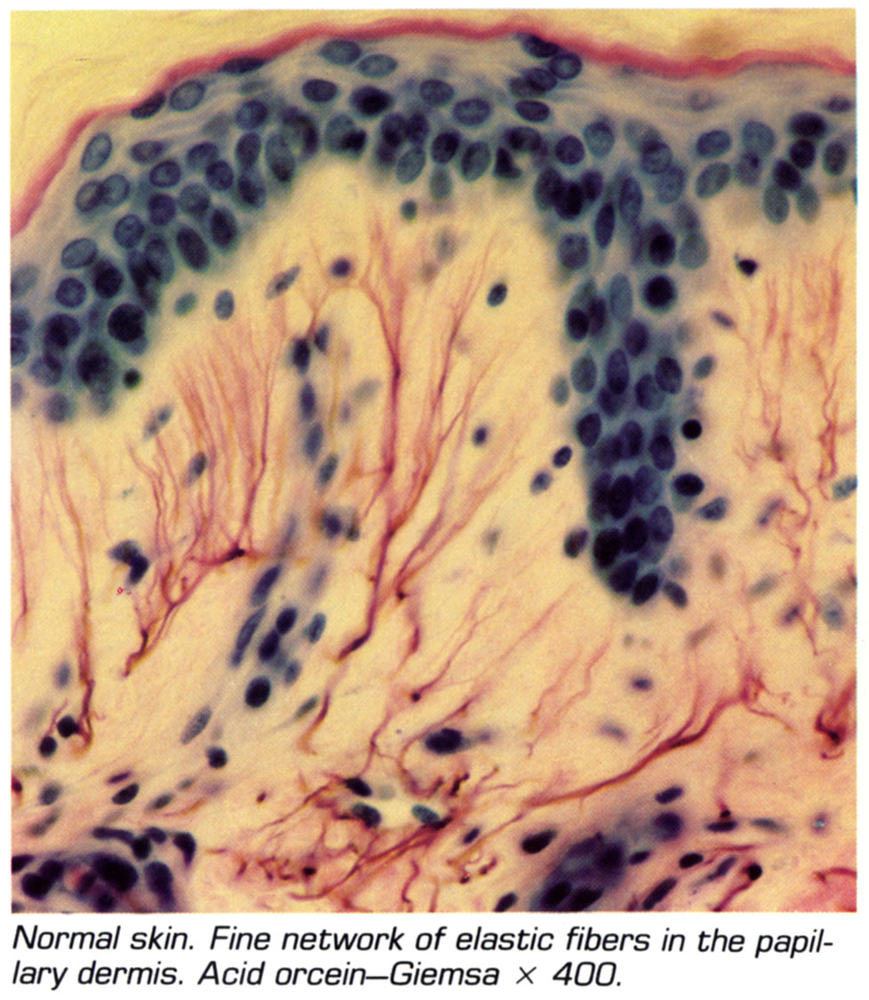 Normal skin. Fine network of elastic fibers in the papil-
lary dermis. Acid orcein—Giemsa × 400.